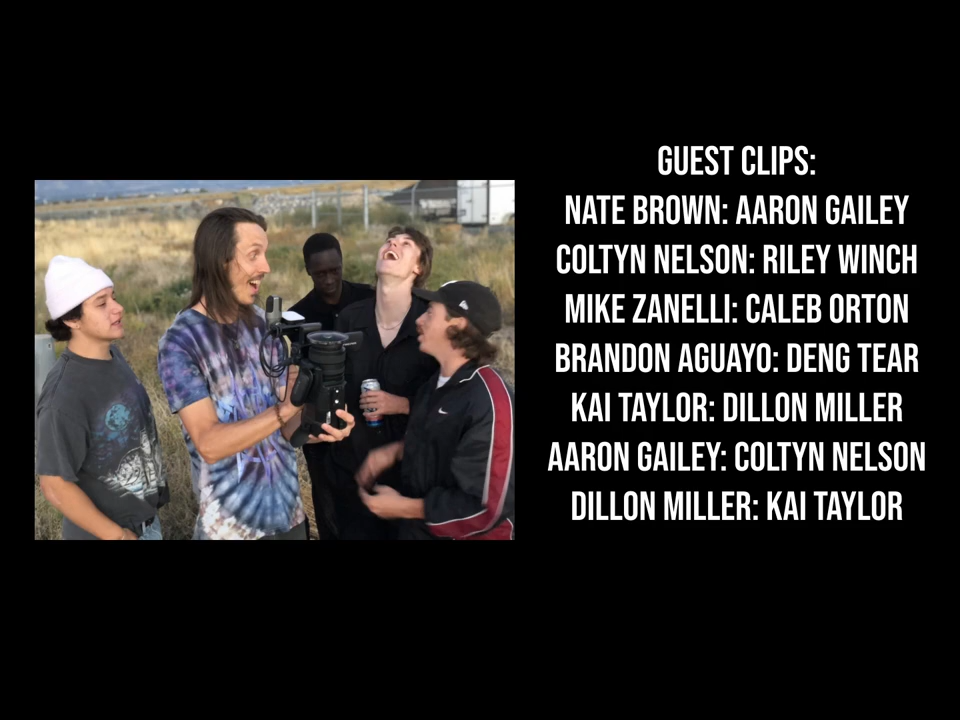 GUEST CLIPS:
NATE BROWN: AARON GAILEY
COLTYN NELSON: RILEY WINCH
MIKE ZANELLI: CALEB ORTON
BRANDON AGUAYO: DENG TEAR
KAI TAYLOR: DILLON MILLER
AARON GAILEY: COLTYN NELSON
DILLON MILLER: KAI TAYLOR